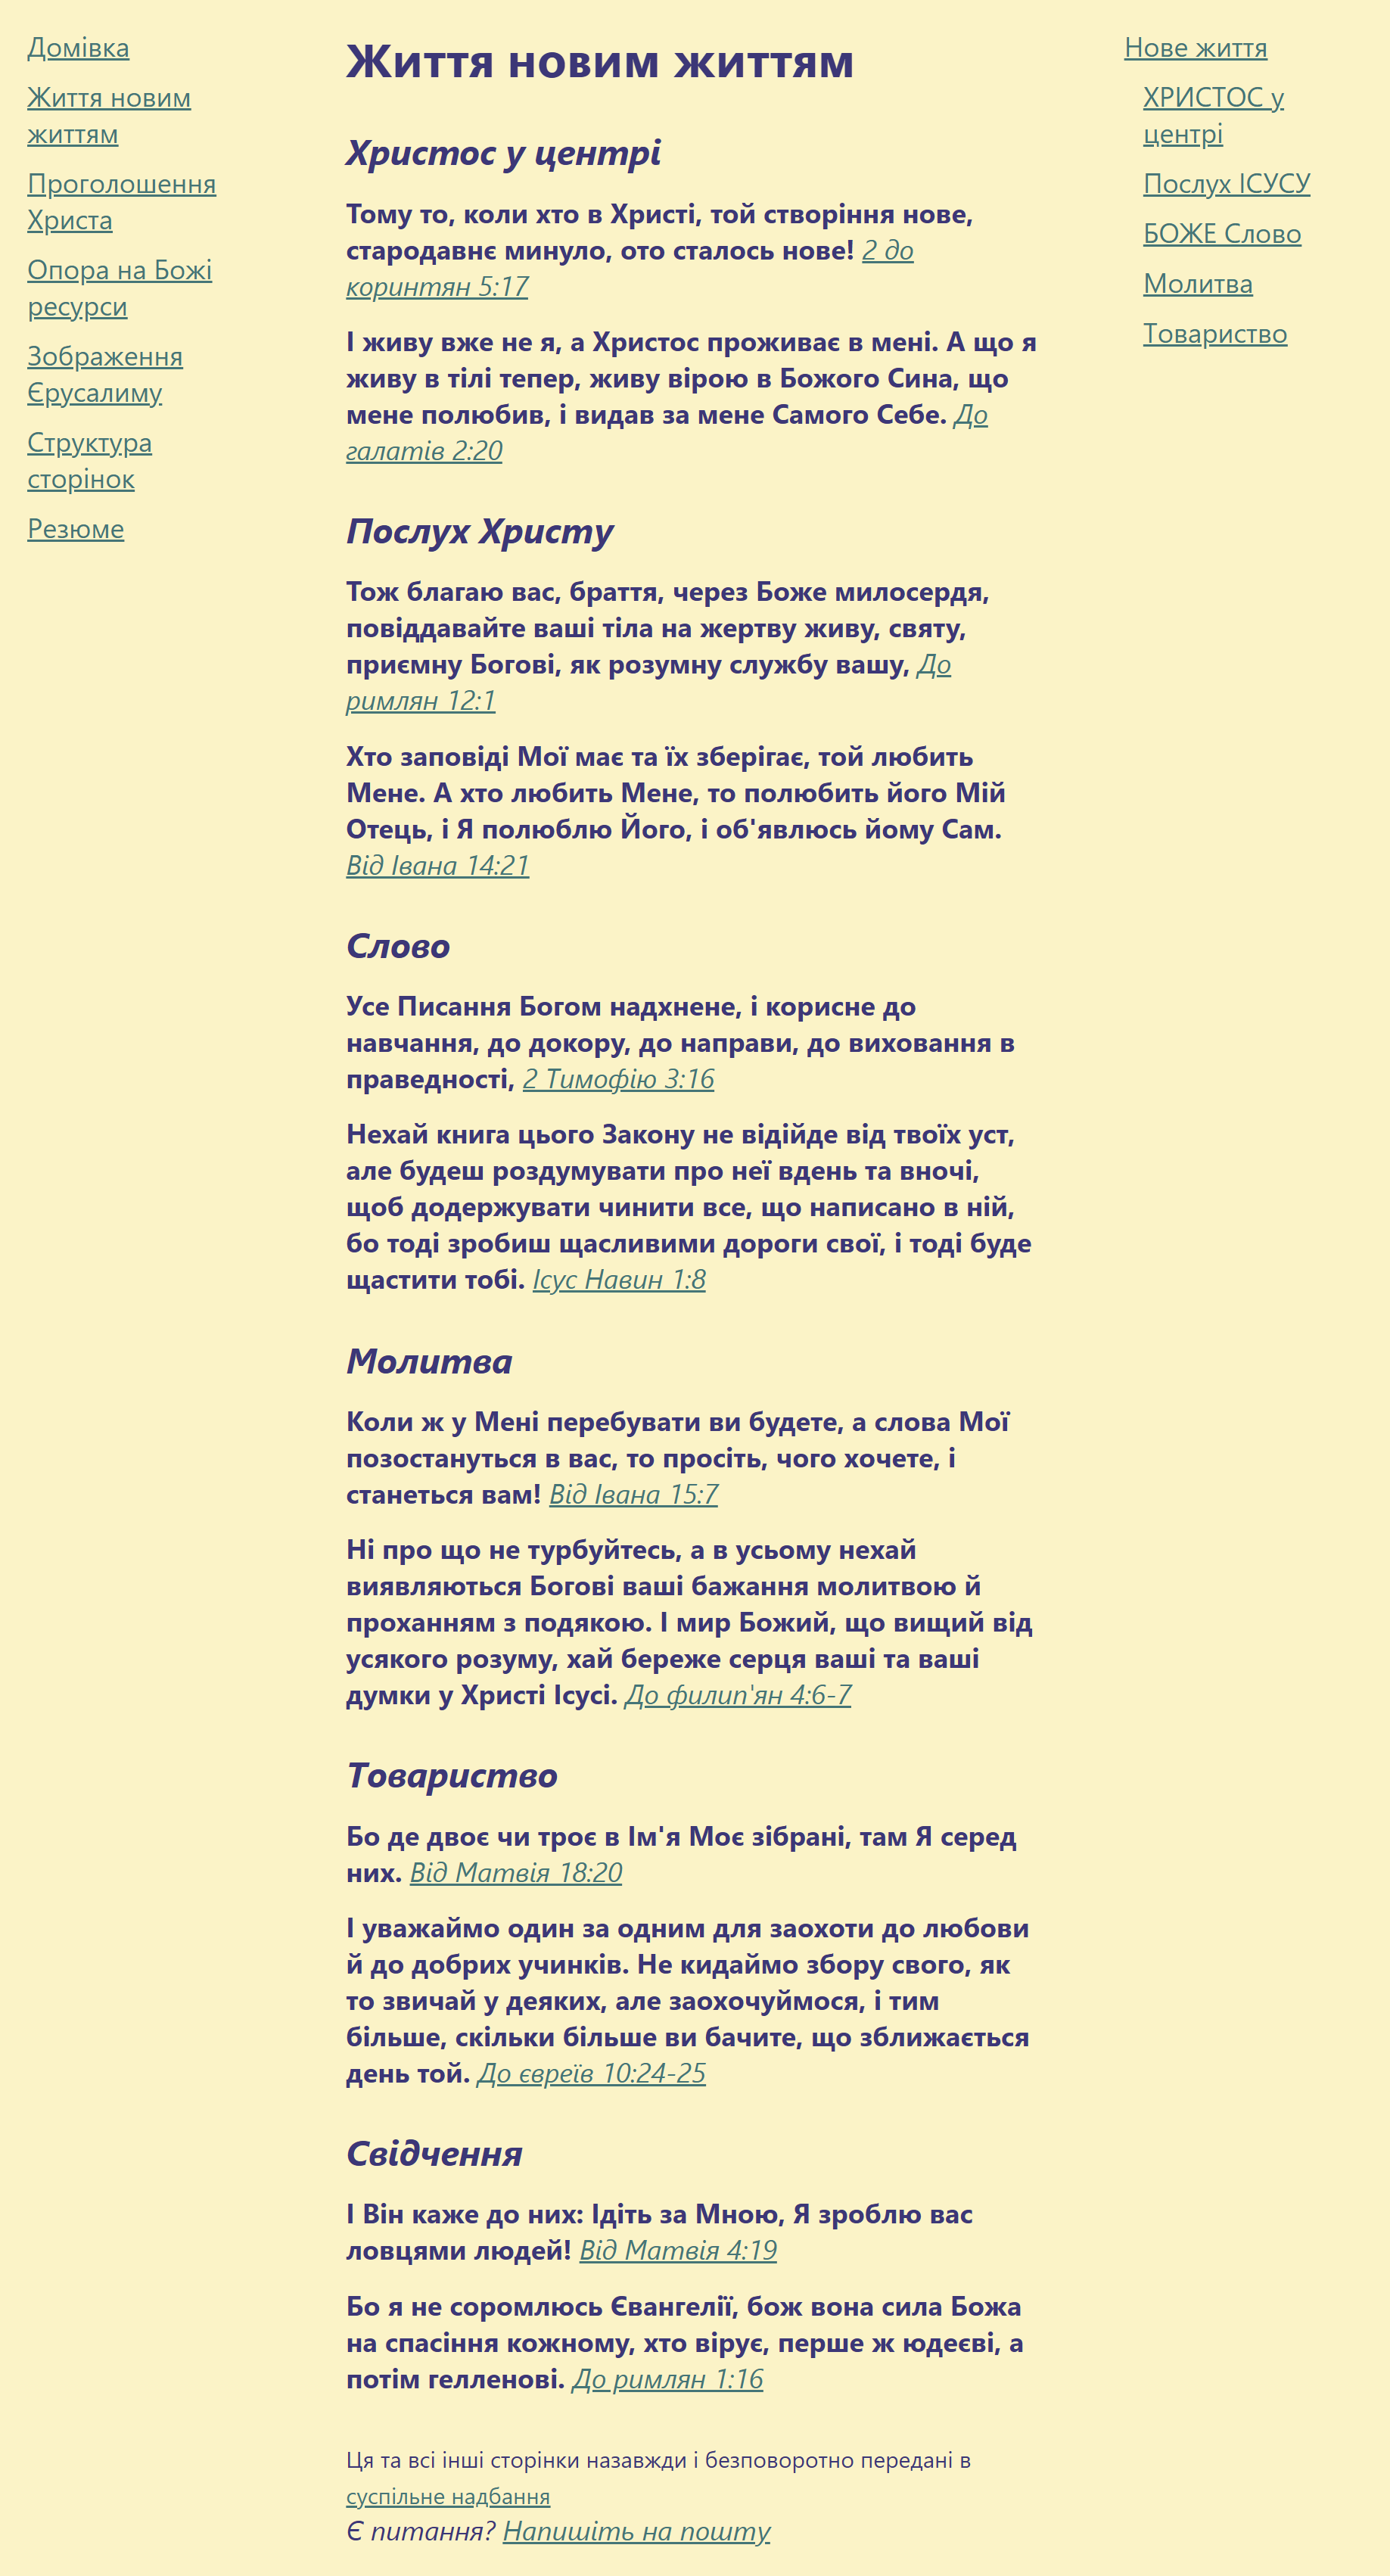 Домівка
Життя новим
життям
Проголошення
Христа
Опора на Божі
ресурси
Зображення
Єрусалиму
Структура
сторінок
Резюме
Життя новим життям
Христос у центрі
Тому то, коли хто в Христі, той створіння нове,
стародавнє минуло, ото сталось нове! 2 до
коринтян 5:17
І живу вже не я, а Христос проживає в мені. А що я
живу в тілі тепер, живу вірою в Божого Сина, що
мене полюбив, і видав за мене Самого Себе. До
галатів 2:20
Послух Христу
Тож благаю вас, браття, через Боже милосердя,
повіддавайте ваші тіла на жертву живу, святу,
приємну Богові, як розумну службу вашу, До
римлян 12:1
Хто заповіді Мої має та їх зберігає, той любить
Мене. А хто любить Мене, то полюбить його Мій
Отець, і Я полюблю Його, і об'явлюсь йому Сам.
Від Івана 14:21
Слово
Усе Писання Богом надхнене, і корисне до
навчання, до докору, до направи, до виховання в
праведності, 2 Тимофію 3:16
Нехай книга цього Закону не відійде від твоїх уст,
але будеш роздумувати про неї вдень та вночі,
щоб додержувати чинити все, що написано в ній,
бо тоді зробиш щасливими дороги свої, і тоді буде
щастити тобі. Ісус Навин 1:8
Молитва
Коли ж у Мені перебувати ви будете, а слова Мої
позостануться в вас, то просіть, чого хочете, і
станеться вам! Від Івана 15:7
Ні про що не турбуйтесь, а в усьому нехай
виявляються Богові ваші бажання молитвою й
проханням з подякою. І мир Божий, що вищий від
усякого розуму, хай береже серця ваші та ваші
думки у Христі Ісусі. До филип'ян 4:6-7
Товариство
Бо де двоє чи троє в Ім'я Моє зібрані, там Я серед
них. Від Матвія 18:20
І уважаймо один за одним для заохоти до любови
й до добрих учинків. Не кидаймо збору свого, як
то звичай у деяких, але заохочуймося, і тим
більше, скільки більше ви бачите, що зближається
день той. До євреїв 10:24-25
Свідчення
І Він каже до них: Ідіть за Мною, Я зроблю вас
ловцями людей! Від Матвія 4:19
Бо я не соромлюсь Євангелії, бож вона сила Божа
на спасіння кожному, хто вірує, перше ж юдеєві, а
потім гелленові. До римлян 1:16
Ця та всі інші сторінки назавжди і безповоротно передані в
суспільне надбання
Є питання? Напишіть на пошту
Нове життя
ХРИСТОС у
центрі
Послух ІСУСУ
БОЖЕ Слово
Молитва
Товариство